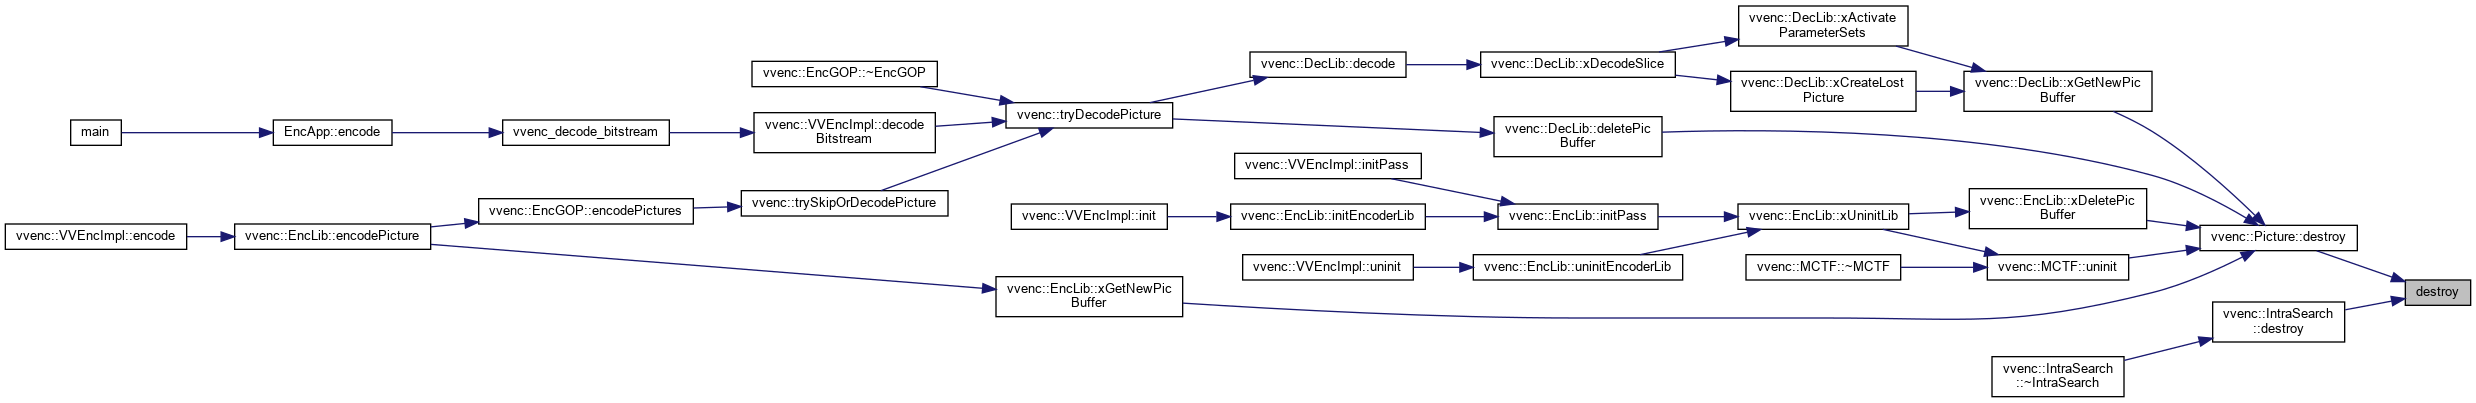 vvenc::DecLib::xActivate
ParameterSets
vvenc::EncGOP::~EncGOP
vvenc::DecLib::decode
vvenc::DecLib::xDecodeSlice
vvenc::DecLib::xCreateLost
Picture
vvenc::DecLib::xGetNewPic
Buffer
main
EncApp::encode
vvenc_decode_bitstream
vvenc::VVEncImpl::decode
Bitstream
vvenc::tryDecodePicture
vvenc::DecLib::deletePic
Buffer
vvenc::VVEncImpl::initPass
vvenc::VVEncImpl::encode
vvenc::EncLib::encodePicture
vvenc::EncGOP::encodePictures
vvenc::trySkipOrDecodePicture
vvenc::VVEncImpl::init
vvenc::EncLib::initEncoderLib
vvenc::EncLib::initPass
vvenc::EncLib::xUninitLib
vvenc::EncLib::xDeletePic
Buffer
vvenc::Picture::destroy
vvenc::VVEncImpl::uninit
vvenc::EncLib::uninitEncoderLib
vvenc::MCTF::~MCTF
vvenc::MCTF::uninit
vvenc::EncLib::xGetNewPic
Buffer
destroy
vvenc::IntraSearch
::destroy
vvenc::IntraSearch
::~IntraSearch